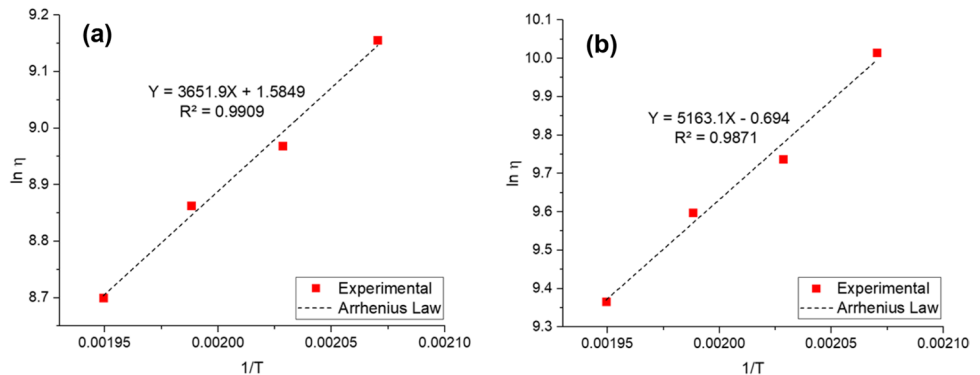 (a)
9.2
9.1
9.0
8.9
8.8
8.7
ln η
Y = 3651.9X + 1.5849
R² = 0.9909
Experimental
Arrhenius Law
0.00195
0.00200
0.00205
0.00210
1/T
(b)
10.1
10.0
9.9
9.8
9.7
9.6
9.5
9.4
9.3
ln η
Y = 5163.1X - 0.694
R² = 0.9871
Experimental
Arrhenius Law
0.00195
0.00200
0.00205
0.00210
1/T